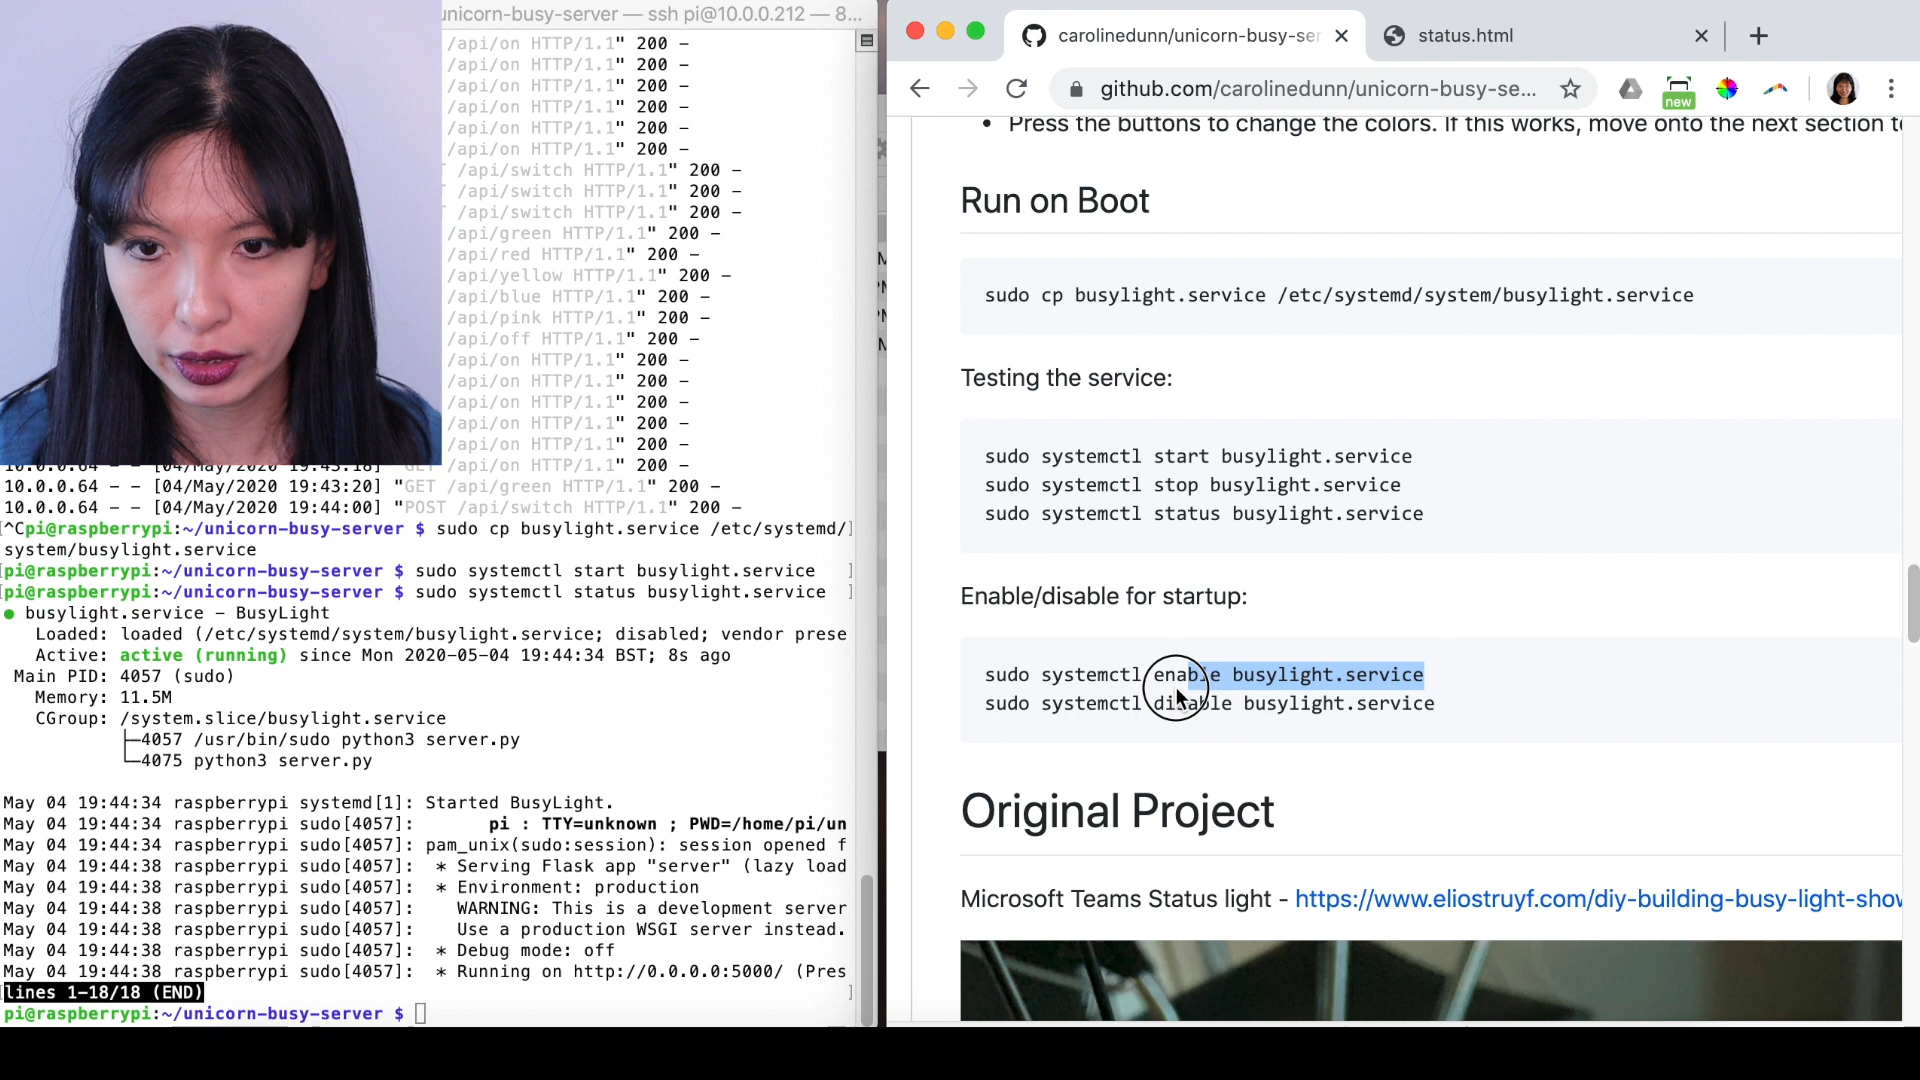 unicorn-busy-server — ssh pi@10.0.0.212 — 8...
/api/on HTTP/1.1" 200 -
/api/on HTTP/1.1" 200 -
/api/on HTTP/1.1" 200 -
/api/on HTTP/1.1" 200 -
/api/on HTTP/1.1" 200 -
/api/on HTTP/1.1" 200 -
/api/switch HTTP/1.1" 200 -
/api/switch HTTP/1.1" 200 -
/api/switch HTTP/1.1" 200 -
/api/green HTTP/1.1" 200 -
/api/red HTTP/1.1" 200 -
/api/yellow HTTP/1.1" 200 -
/api/blue HTTP/1.1" 200 -
/api/pink HTTP/1.1" 200 -
/api/off HTTP/1.1" 200 -
/api/on HTTP/1.1" 200 -
/api/on HTTP/1.1" 200 -
/api/on HTTP/1.1" 200 -
/api/on HTTP/1.1" 200 -
/api/on HTTP/1.1" 200 -
/api/on HTTP/1.1" 200 -
10.0.0.64 - - [04/May/2020 19:43:20] "GET /api/green HTTP/1.1" 200 -
10.0.0.64 - - [04/May/2020 19:44:00] "POST /api/switch HTTP/1.1" 200 -
[^Cpi@raspberrypi:~/unicorn-busy-server $ sudo cp busylight.service /etc/systemd/]
system/busylight.service
[pi@raspberrypi:~/unicorn-busy-server $ sudo systemctl start busylight.service ]
[pi@raspberrypi:~/unicorn-busy-server $ sudo systemctl status busylight.service ]
● busylight.service - BusyLight
Loaded: loaded (/etc/systemd/system/busylight.service; disabled; vendor prese
Active: active (running) since Mon 2020-05-04 19:44:34 BST; 8s ago
Main PID: 4057 (sudo)
Memory: 11.5M
CGroup: /system.slice/busylight.service
├─4057 /usr/bin/sudo python3 server.py
└─4075 python3 server.py
May 04 19:44:34 raspberrypi systemd[1]: Started BusyLight.
May 04 19:44:34 raspberrypi sudo[4057]: pi : TTY=unknown ; PWD=/home/pi/un
May 04 19:44:34 raspberrypi sudo[4057]: pam_unix(sudo:session): session opened f
May 04 19:44:38 raspberrypi sudo[4057]: * Serving Flask app "server" (lazy load
May 04 19:44:38 raspberrypi sudo[4057]: * Environment: production
May 04 19:44:38 raspberrypi sudo[4057]: WARNING: This is a development server
May 04 19:44:38 raspberrypi sudo[4057]: Use a production WSGI server instead.
May 04 19:44:38 raspberrypi sudo[4057]: * Debug mode: off
May 04 19:44:38 raspberrypi sudo[4057]: * Running on http://0.0.0.0:5000/ (Pres
[lines 1-18/18 (END) ]
pi@raspberrypi:~/unicorn-busy-server $
carolinedunn/unicorn-busy-ser
status.html
github.com/carolinedunn/unicorn-busy-se...
new
• Press the buttons to change the colors. If this works, move onto the next section t
Run on Boot
sudo cp busylight.service /etc/systemd/system/busylight.service
Testing the service:
sudo systemctl start busylight.service
sudo systemctl stop busylight.service
sudo systemctl status busylight.service
Enable/disable for startup:
sudo systemctl enable busylight.service
sudo systemctl disable busylight.service
Original Project
Microsoft Teams Status light - https://www.eliostruyf.com/diy-building-busy-light-show